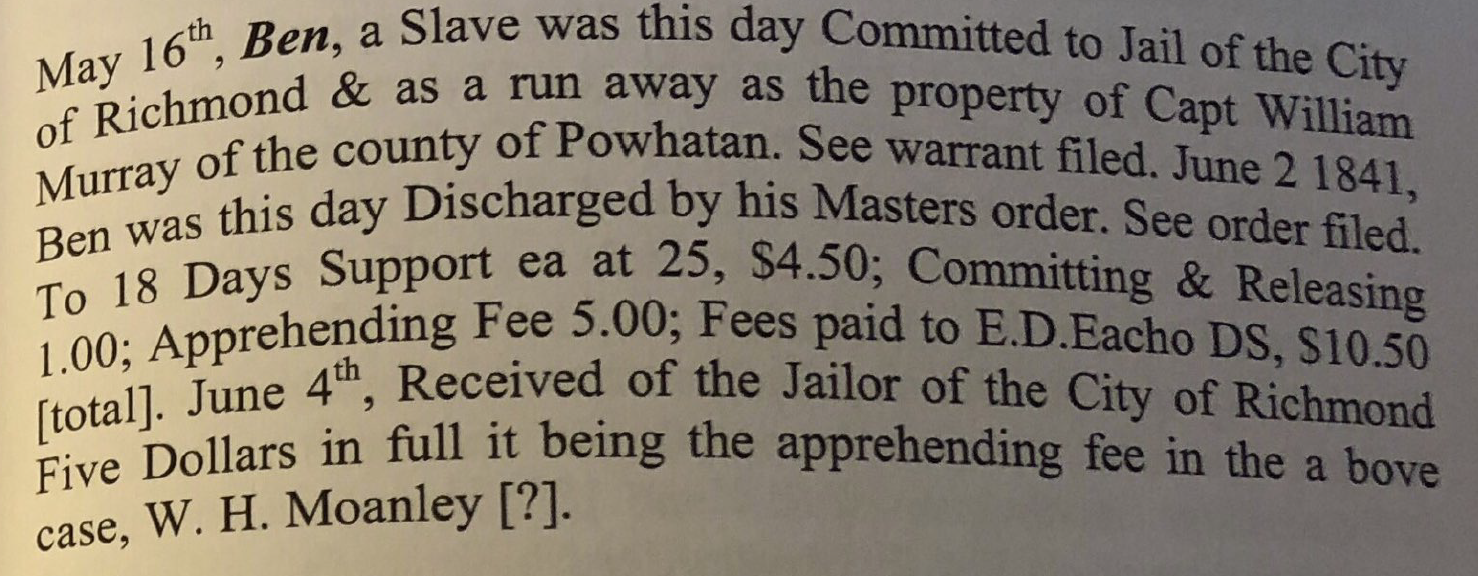 May 16th, Ben, a Slave was this day Committed to Jail of the City
of Richmond & as a run away as the property of Capt William
Murray of the county of Powhatan. See warrant filed. June 2 1841,
Ben was this day Discharged by his Masters order. See order filed.
To 18 Days Support ea at 25, $4.50; Committing & Releasing
1.00; Apprehending Fee 5.00; Fees paid to E.D.Eacho DS, $10.50
[total]. June 4th, Received of the Jailor of the City of Richmond
Five Dollars in full it being the apprehending fee in the a bove
case, W. H. Moanley [?].